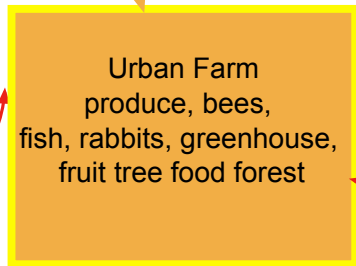 Urban Farm
produce, bees,
fish, rabbits, greenhouse,
fruit tree food forest